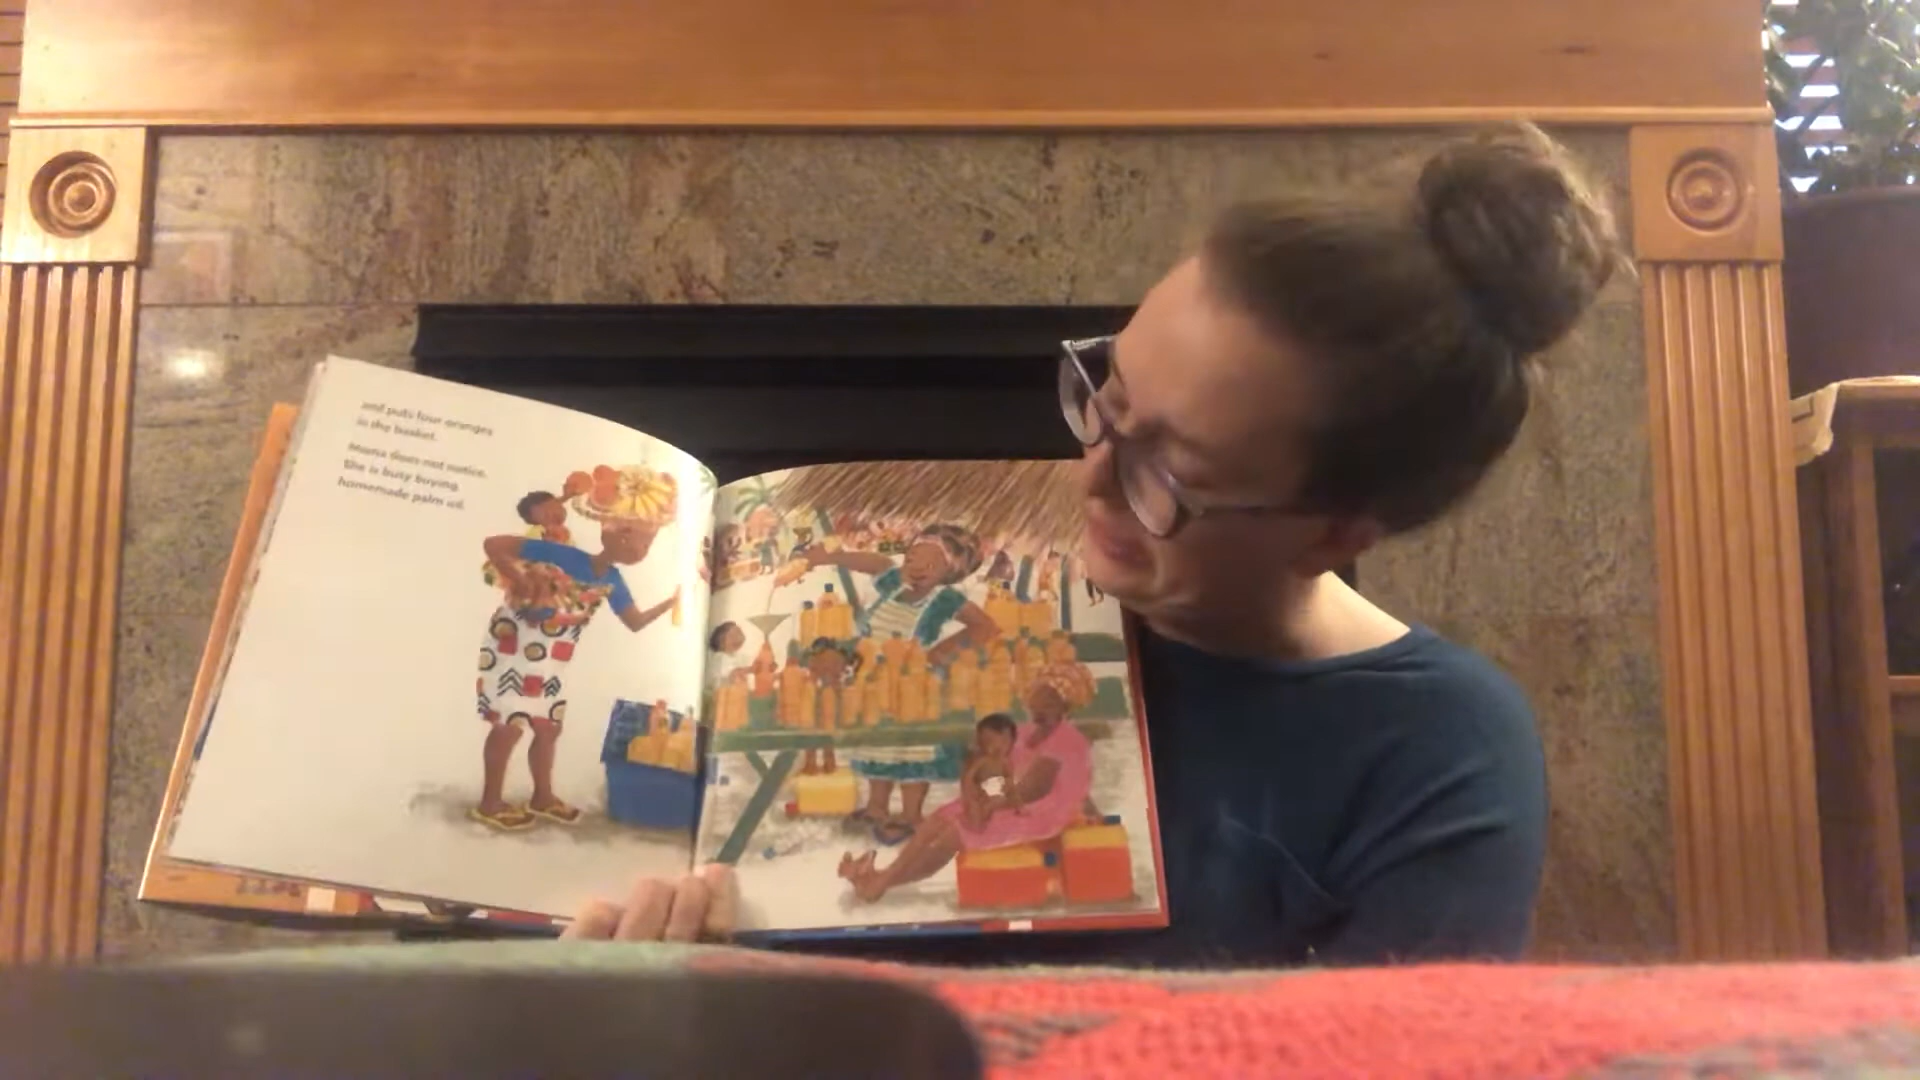 and puts four oranges
in the basket.
Mama does not notice.
She is busy buying
homemade palm oil.